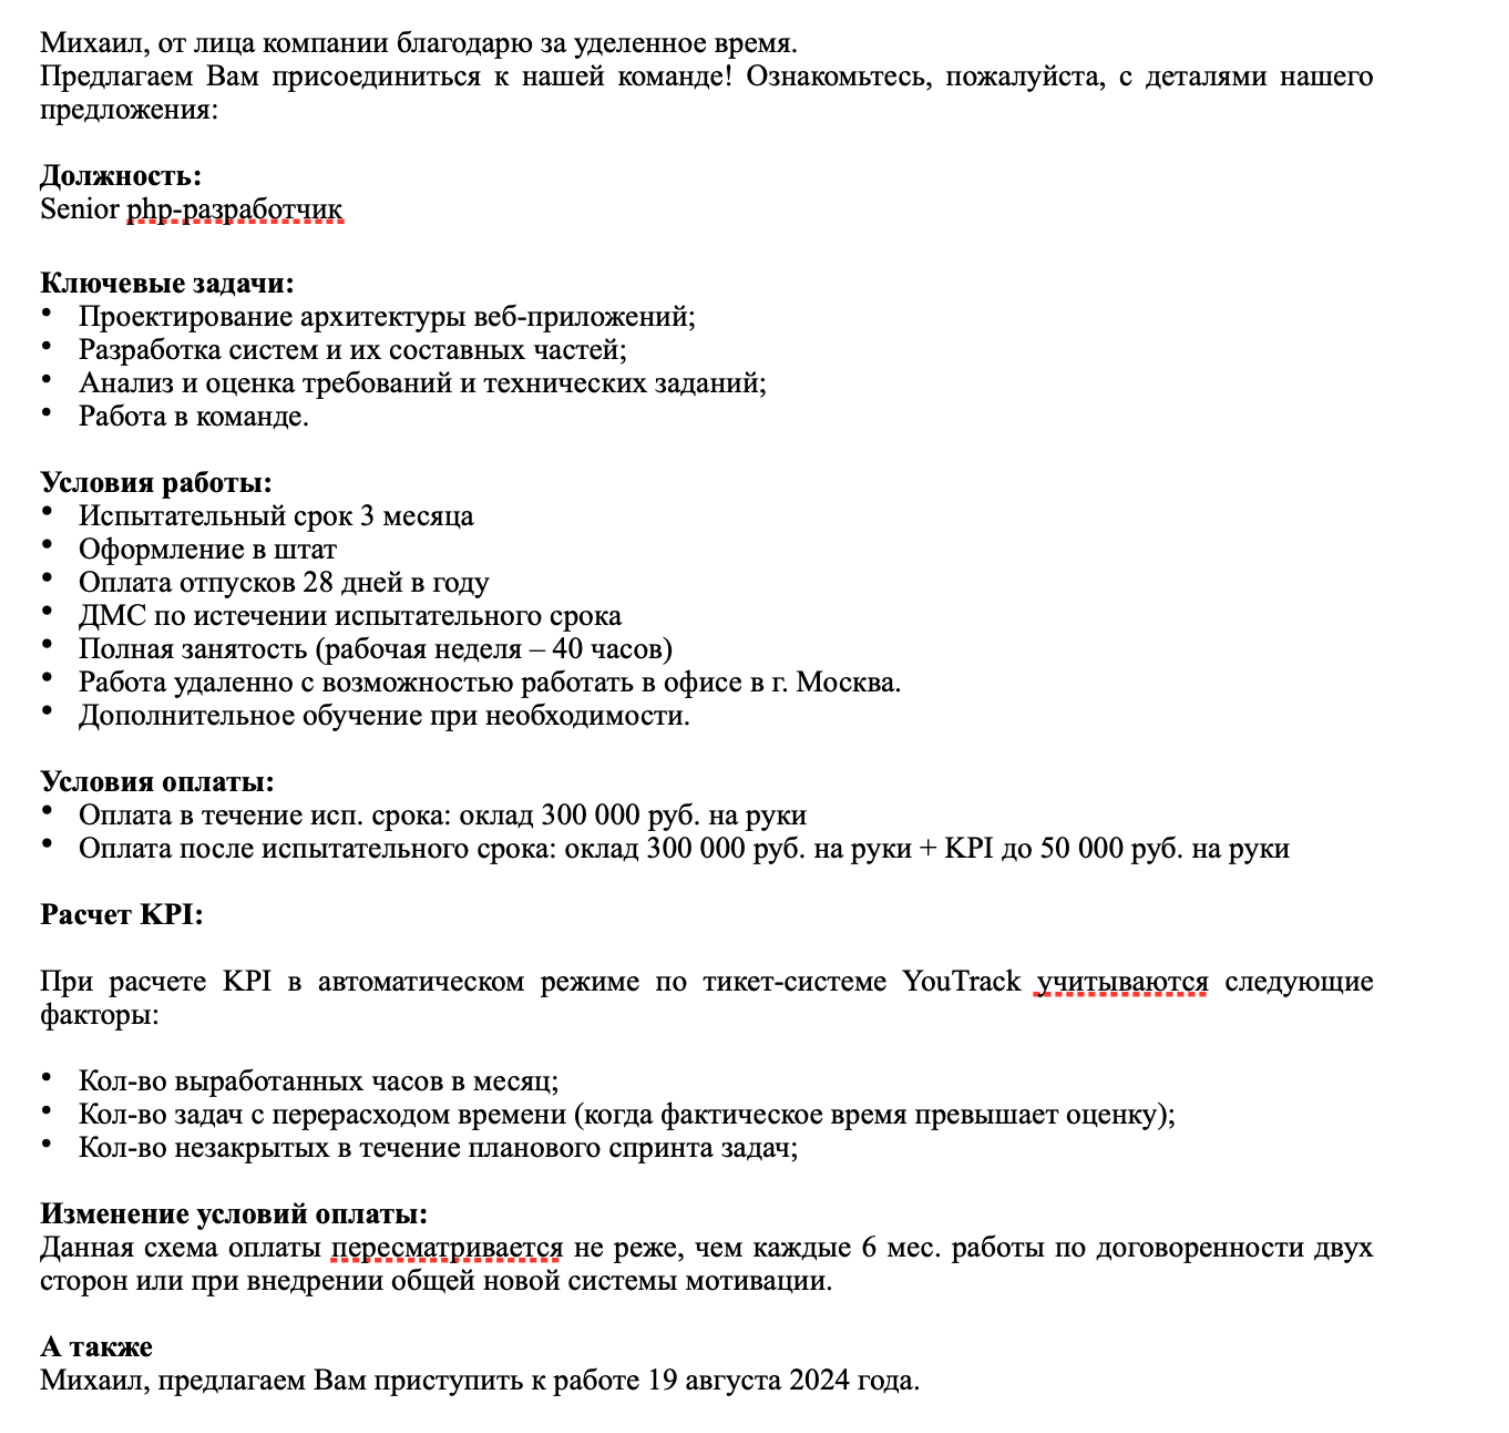 Михаил, от лица компании благодарю за уделенное время.
Предлагаем Вам присоединиться к нашей команде! Ознакомьтесь, пожалуйста, с деталями нашего
предложения:
Должность:
Senior php-разработчик
Ключевые задачи:
• Проектирование архитектуры веб-приложений;
• Разработка систем и их составных частей;
• Анализ и оценка требований и технических заданий;
• Работа в команде.
Условия работы:
• Испытательный срок 3 месяца
• Оформление в штат
• Оплата отпусков 28 дней в году
• ДМС по истечении испытательного срока
• Полная занятость (рабочая неделя – 40 часов)
• Работа удаленно с возможностью работать в офисе в г. Москва.
• Дополнительное обучение при необходимости.
Условия оплаты:
• Оплата в течение исп. срока: оклад 300 000 руб. на руки
• Оплата после испытательного срока: оклад 300 000 руб. на руки + KPI до 50 000 руб. на руки
Расчет KPI:
При расчете KPI в автоматическом режиме по тикет-системе YouTrack учитываются следующие
факторы:
• Кол-во выработанных часов в месяц;
• Кол-во задач с перерасходом времени (когда фактическое время превышает оценку);
• Кол-во незакрытых в течение планового спринта задач;
Изменение условий оплаты:
Данная схема оплаты пересматривается не реже, чем каждые 6 мес. работы по договоренности двух
сторон или при внедрении общей новой системы мотивации.
А также
Михаил, предлагаем Вам приступить к работе 19 августа 2024 года.